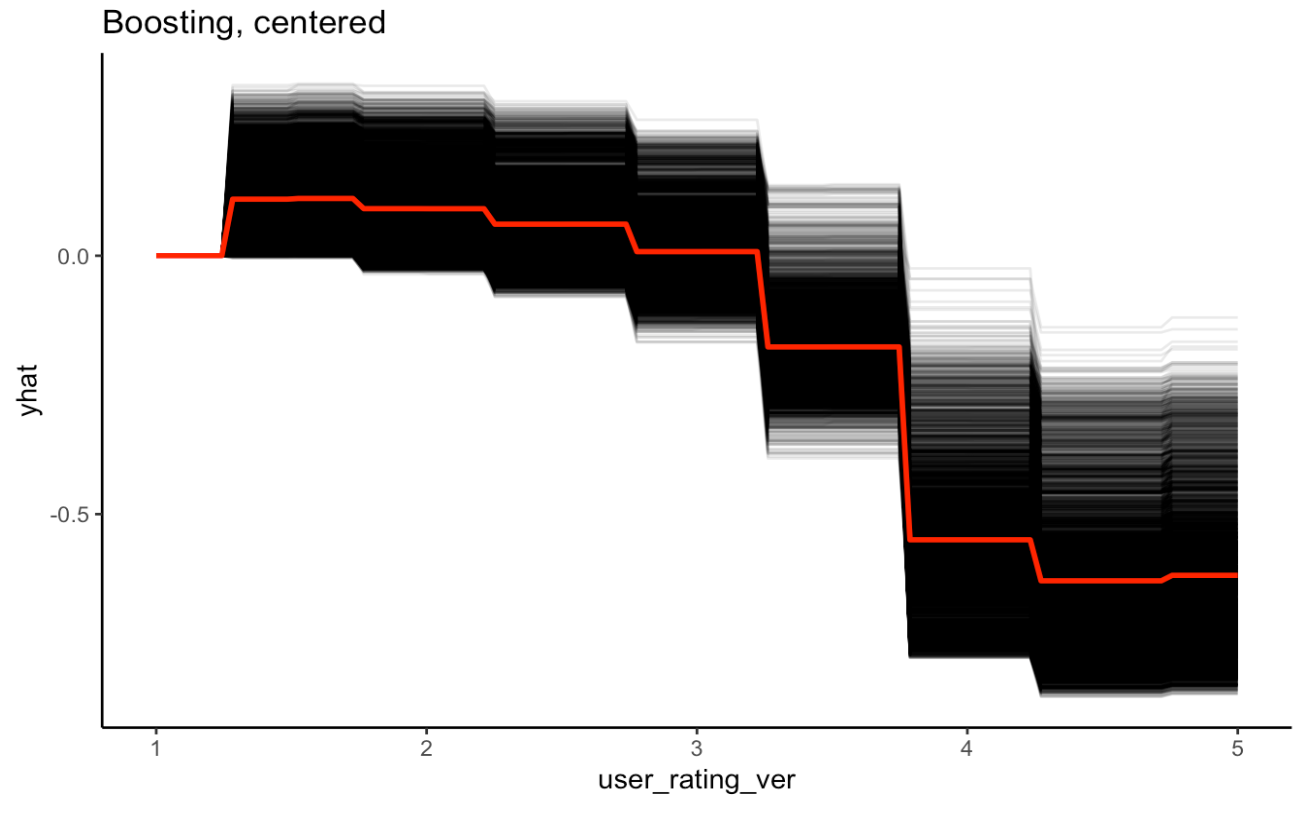 Boosting, centered
0.0
-0.5
yhat
1 2 3 4 5
user_rating_ver